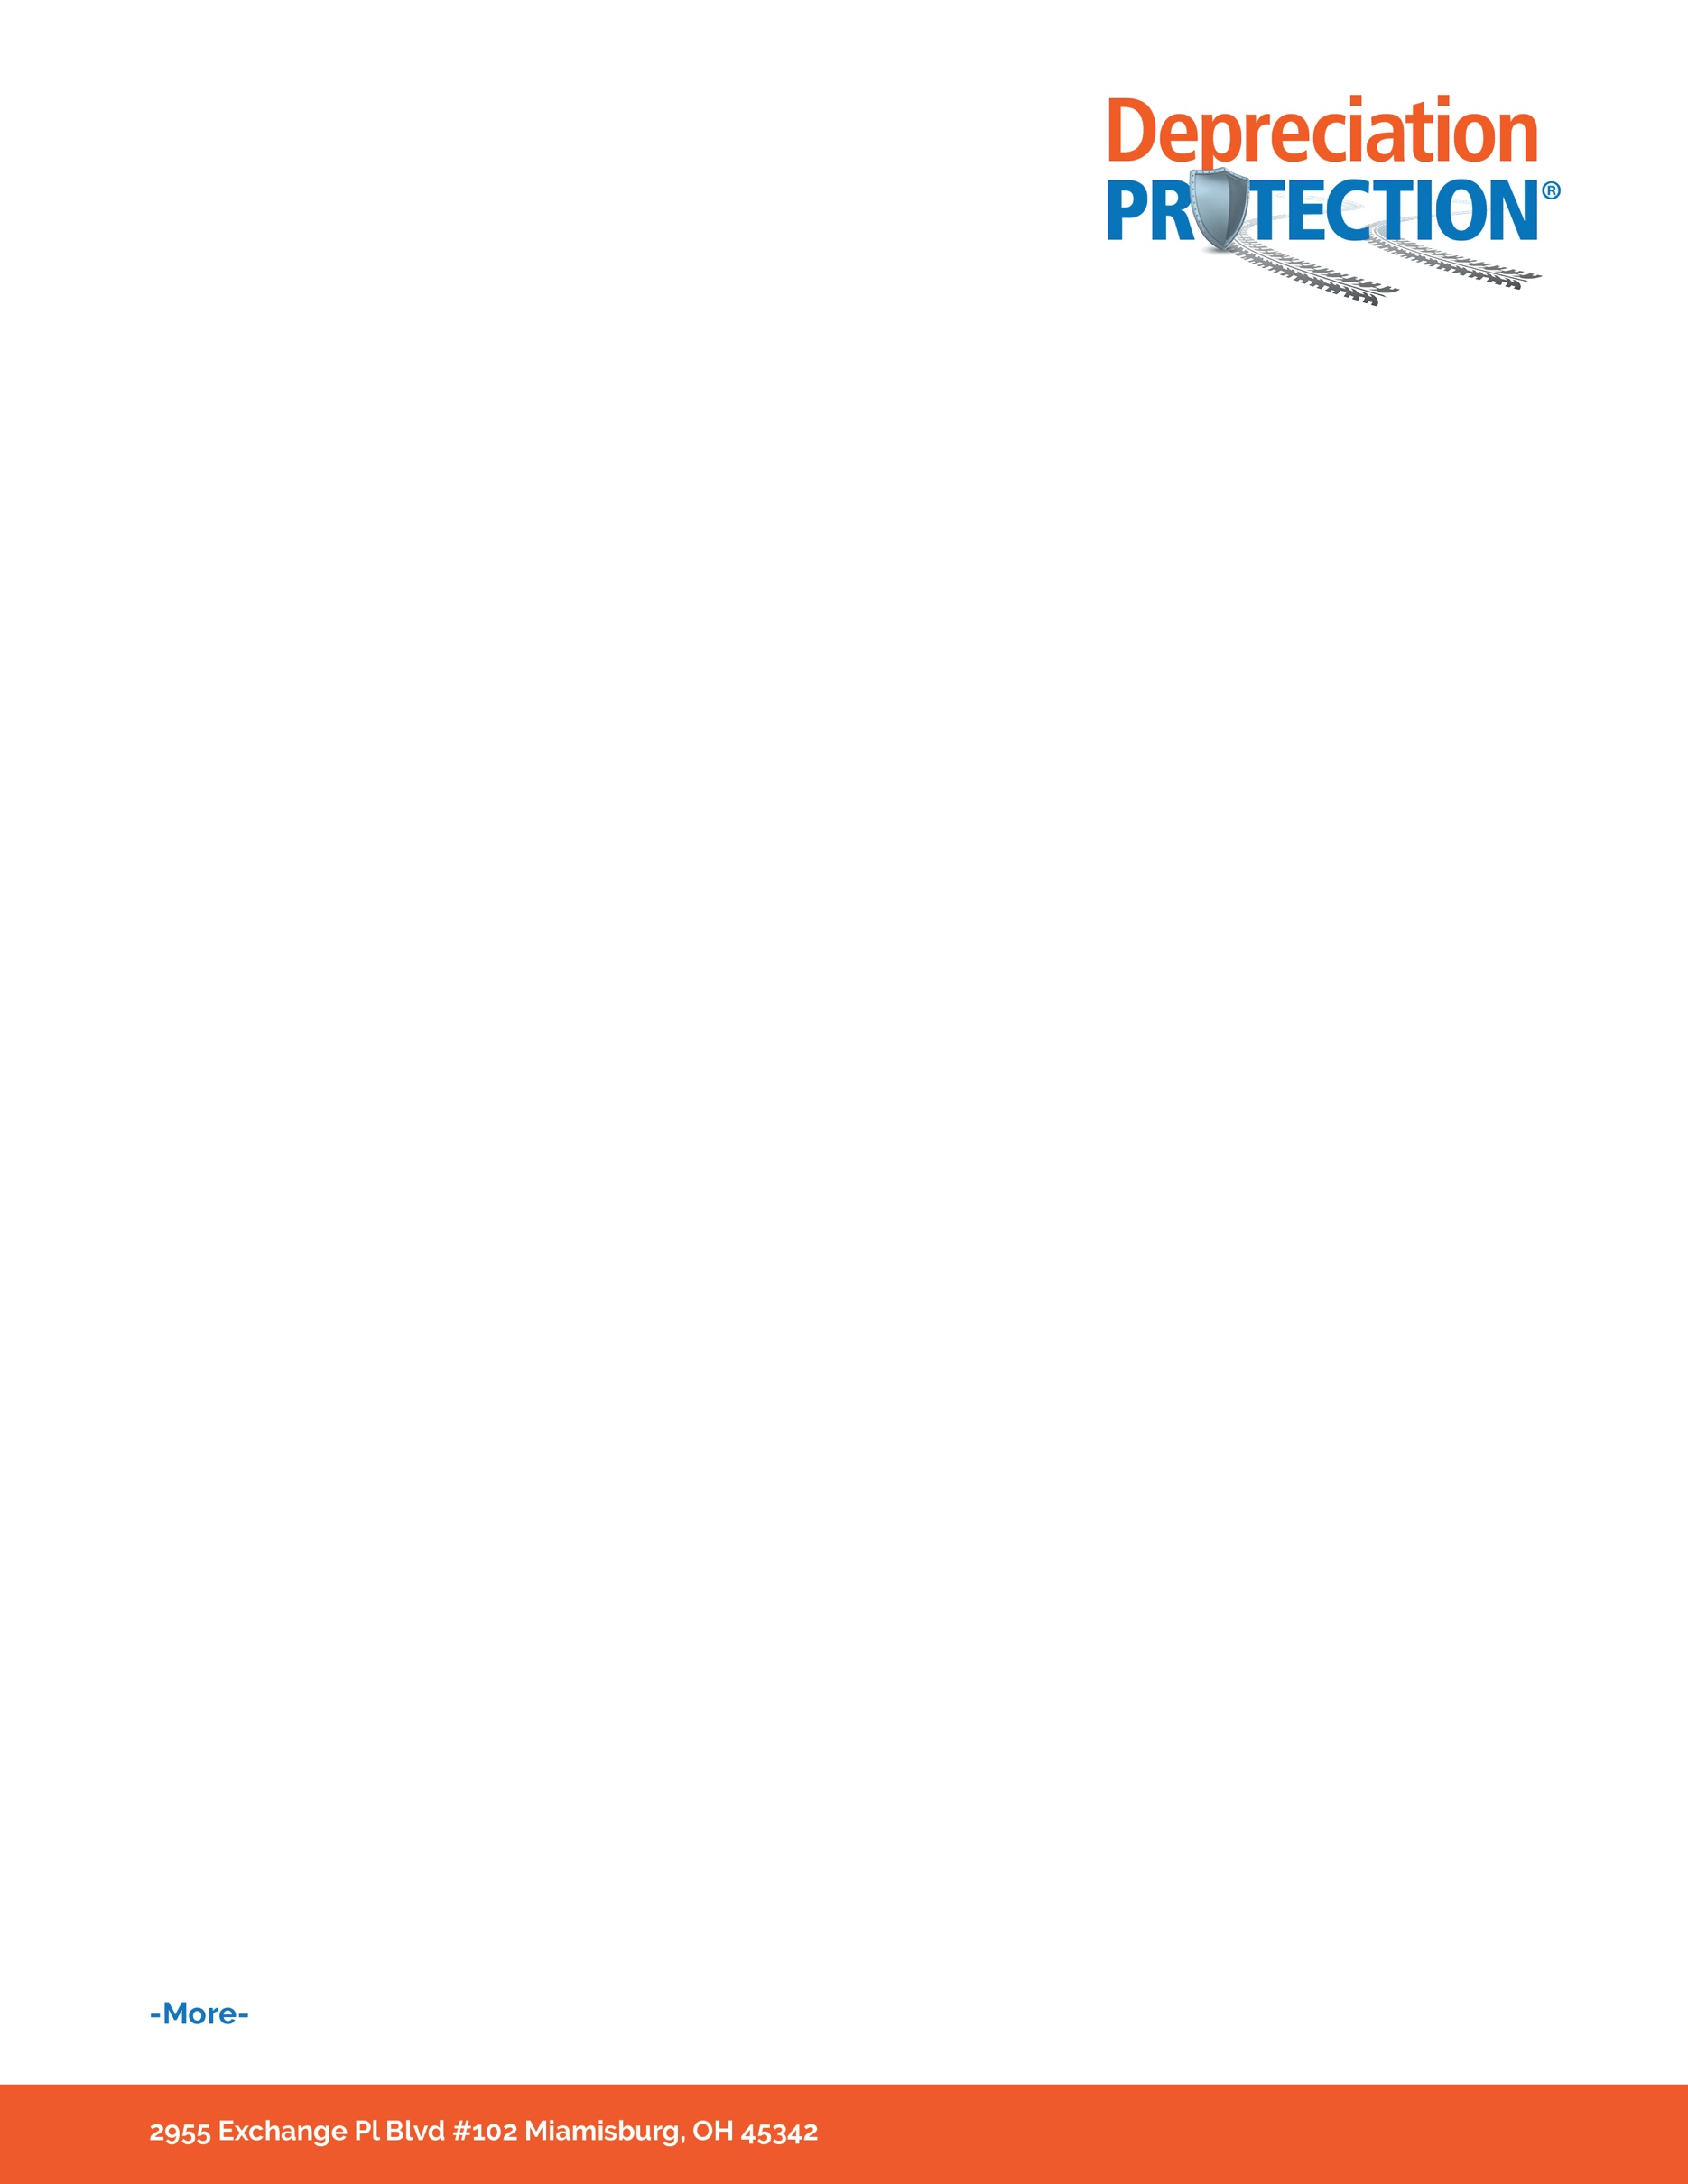 Depreciation
PROTECTION®
-More-
2955 Exchange Pl Blvd #102 Miamisburg, OH 45342